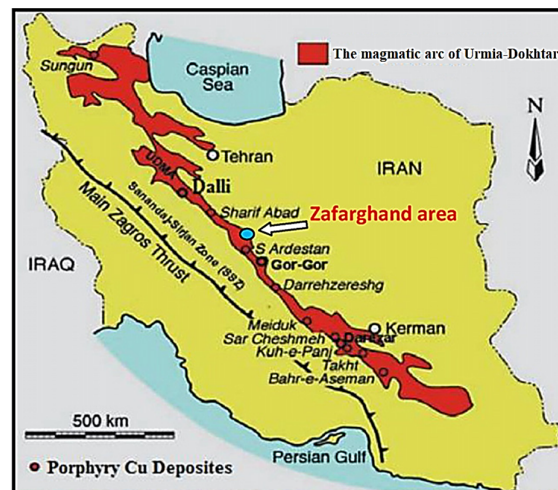 The magmatic arc of Urmia-Dokhtar
Sungun
Caspian
Sea
N
Tehran
IRAN
UDMA
Dalli
Sharif Abad
Zafarghand area
Sanandaj-Sirjan Zone (SSZ)
Main Zagros Thrust
IRAQ
S Ardestan
Gor-Gor
Darrehzereshg
Meiduk
Kerman
Sar Cheshmeh
Darezar
Kuh-e-Panj
Takht
Bahr-e-Aseman
500 km
Persian Gulf
Porphyry Cu Deposites